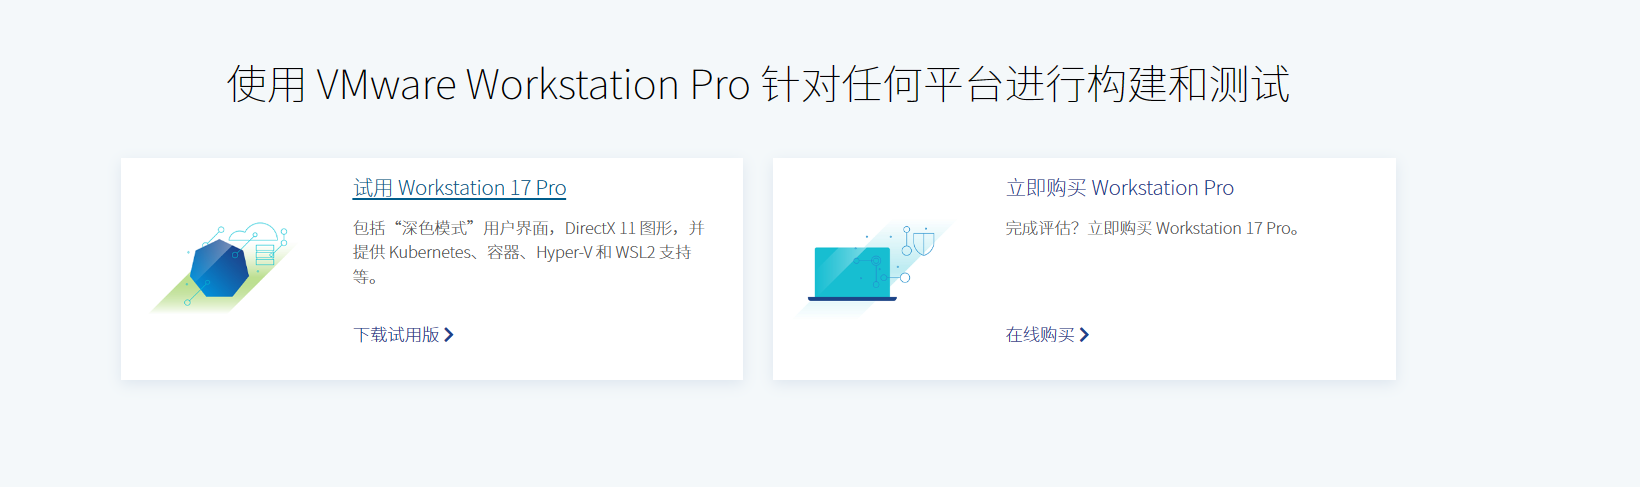 使用 VMware Workstation Pro 针对任何平台进行构建和测试
试用 Workstation 17 Pro
包括“深色模式”用户界面，DirectX 11 图形，并
提供 Kubernetes、容器、Hyper-V 和 WSL2 支持
等。
下载试用版
立即购买 Workstation Pro
完成评估？立即购买 Workstation 17 Pro。
在线购买